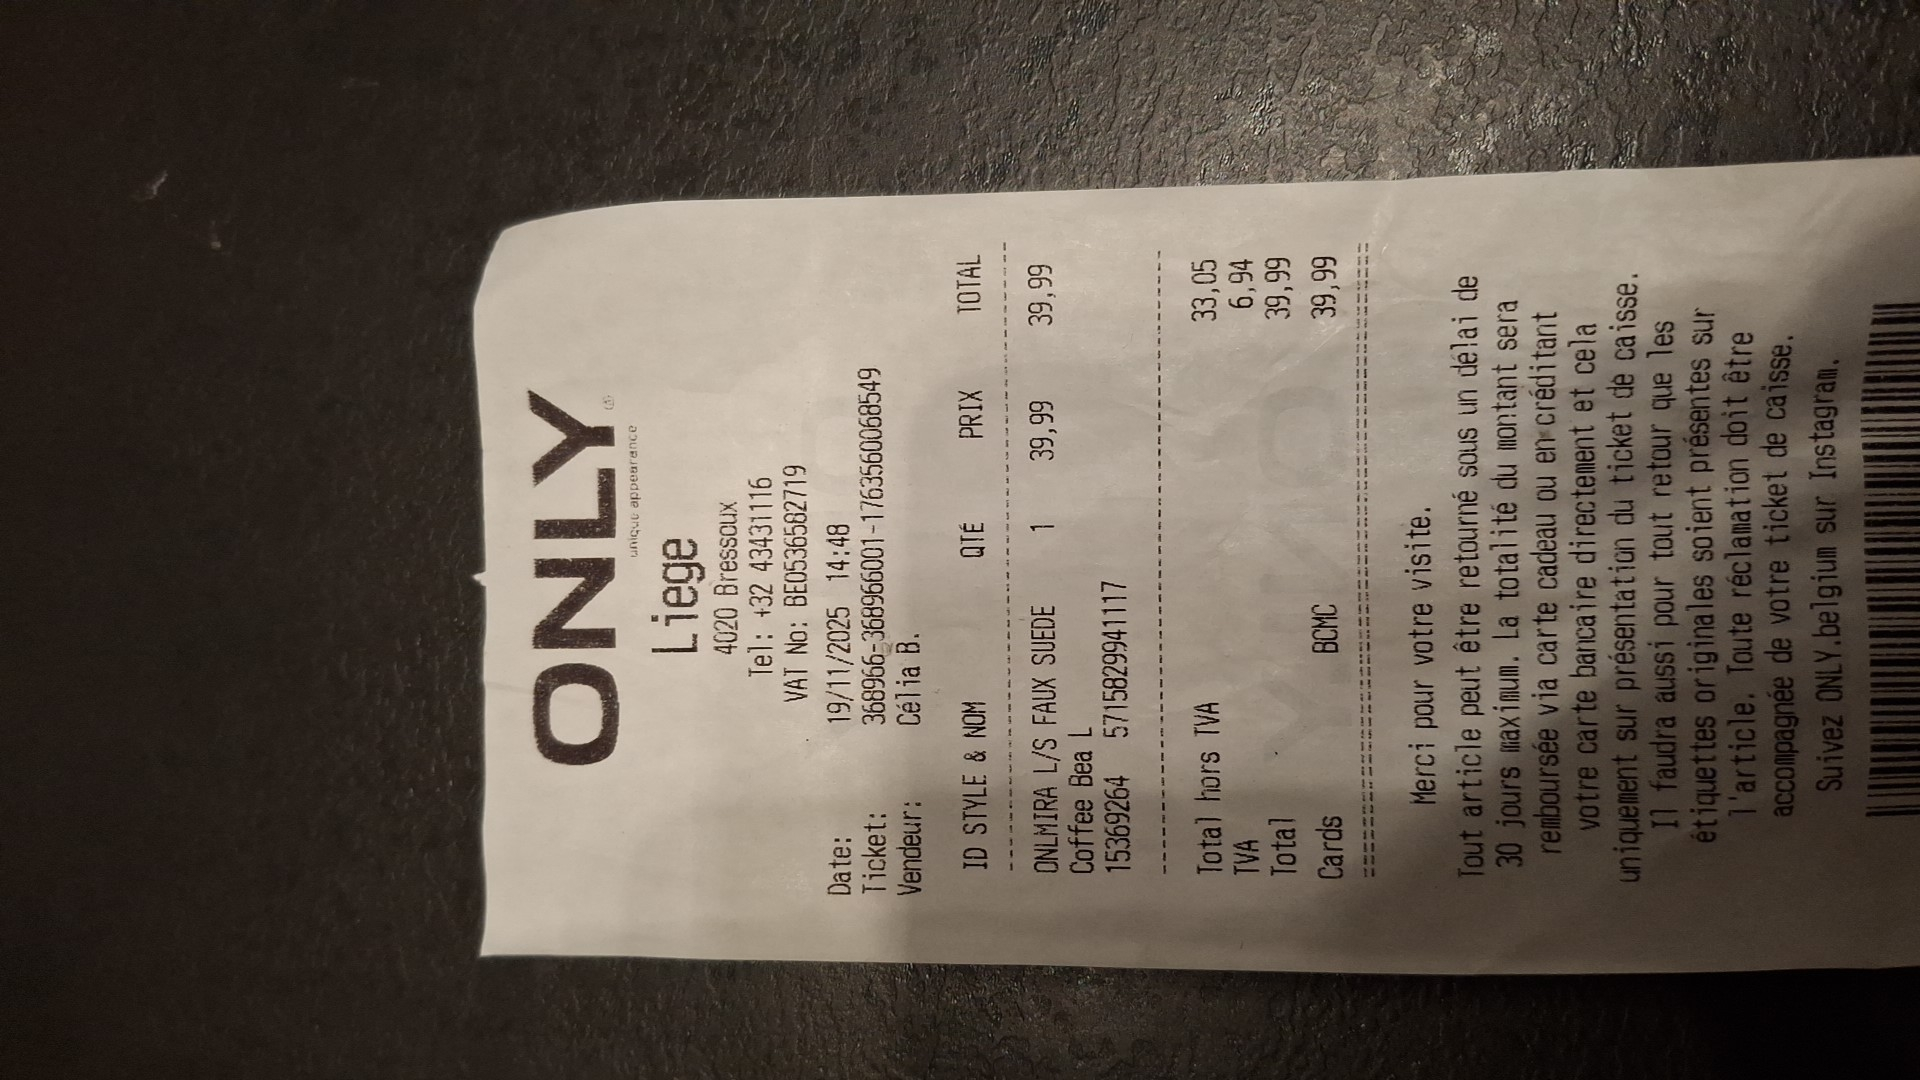 ONLY
unique appearance
Liege
4020 Bressoux
Tel: +32 43431116
VAT No: BE0536582719
Date: 19/11/2025 14:48
Ticket: 368966-368966001-1763560068549
Vendeur: Célia B.
ID STYLE & NOM QTÉ PRIX TOTAL
ONLMIRA L/S FAUX SUEDE 1 39,99 39,99
Coffee Bea L
15369264 5715829941117
Total hors TVA 33,05
TVA 6,94
Total 39,99
Cards BCMC 39,99
Merci pour votre visite.
Tout article peut être retourné sous un délai de
30 jours maximum. La totalité du montant sera
remboursée via carte cadeau ou en créditant
votre carte bancaire directement et cela
uniquement sur présentation du ticket de caisse.
Il faudra aussi pour tout retour que les
étiquettes originales soient présentes sur
l'article. Toute réclamation doit être
accompagnée de votre ticket de caisse.
Suivez ONLY.belgium sur Instagram.